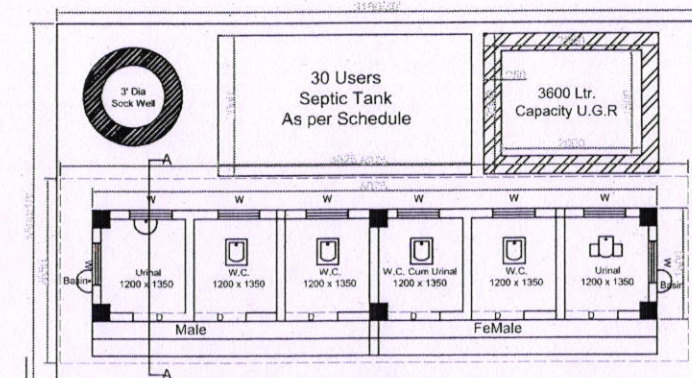 3' Dia
Sock Well
30 Users
Septic Tank
As per Schedule
3600 Ltr.
Capacity U.G.R
2000
A
W W W W W W
W
W
Basin
Urinal
1200 x 1350
W.C.
1200 x 1350
W.C.
1200 x 1350
W.C. Cum Urinal
1200 x 1350
W.C.
1200 x 1350
Urinal
1200 x 1350
Basin
D D D D D D
Male
FeMale
A